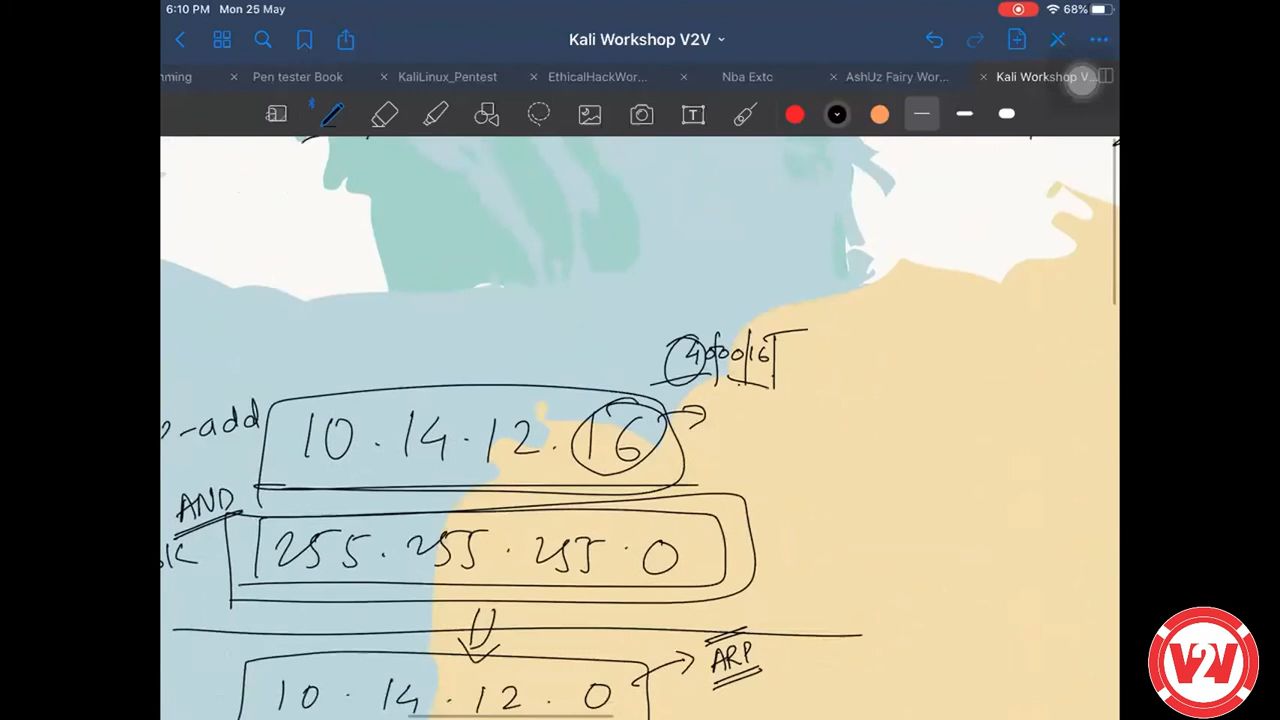 6:10 PM Mon 25 May
68%
Kali Workshop V2V
nming
Pen tester Book
KaliLinux_Pentest
EthicalHackWor...
Nba Extc
AshUz Fairy Wor...
Kali Workshop V...
T
16
-add
10.14.12.16
AND
255.255.255.0
ARP
10.14.12.0
V2V